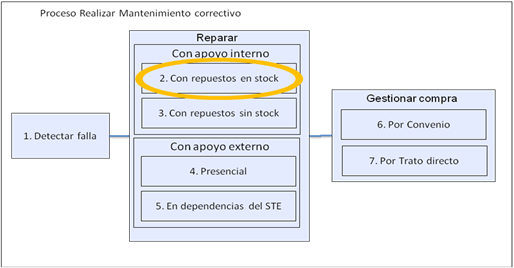 Proceso Realizar Mantenimiento correctivo
Reparar
Con apoyo interno
2. Con repuestos en stock
3. Con repuestos sin stock
1. Detectar falla
Con apoyo externo
4. Presencial
5. En dependencias del STE
Gestionar compra
6. Por Convenio
7. Por Trato directo